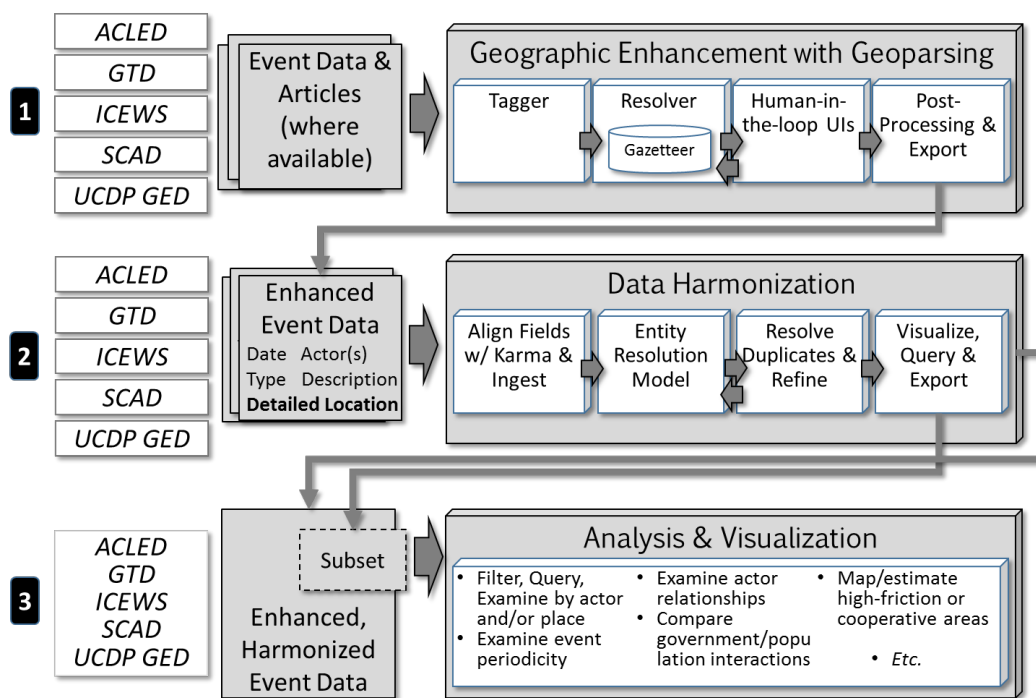 1
ACLED
GTD
ICEWS
SCAD
UCDP GED
Event Data &
Articles
(where
available)
Geographic Enhancement with Geoparsing
Tagger
Resolver
Gazetteer
Human-in-
the-loop UIs
Post-
Processing &
Export
2
ACLED
GTD
ICEWS
SCAD
UCDP GED
Enhanced
Event Data
Date Actor(s)
Type Description
Detailed Location
Data Harmonization
Align Fields
w/ Karma &
Ingest
Entity
Resolution
Model
Resolve
Duplicates &
Refine
Visualize,
Query &
Export
3
ACLED
GTD
ICEWS
SCAD
UCDP GED
Subset
Enhanced,
Harmonized
Event Data
Analysis & Visualization
• Filter, Query,
Examine by actor
and/or place
• Examine event
periodicity
• Examine actor
relationships
• Compare
government/popu
lation interactions
• Map/estimate
high-friction or
cooperative areas
• Etc.